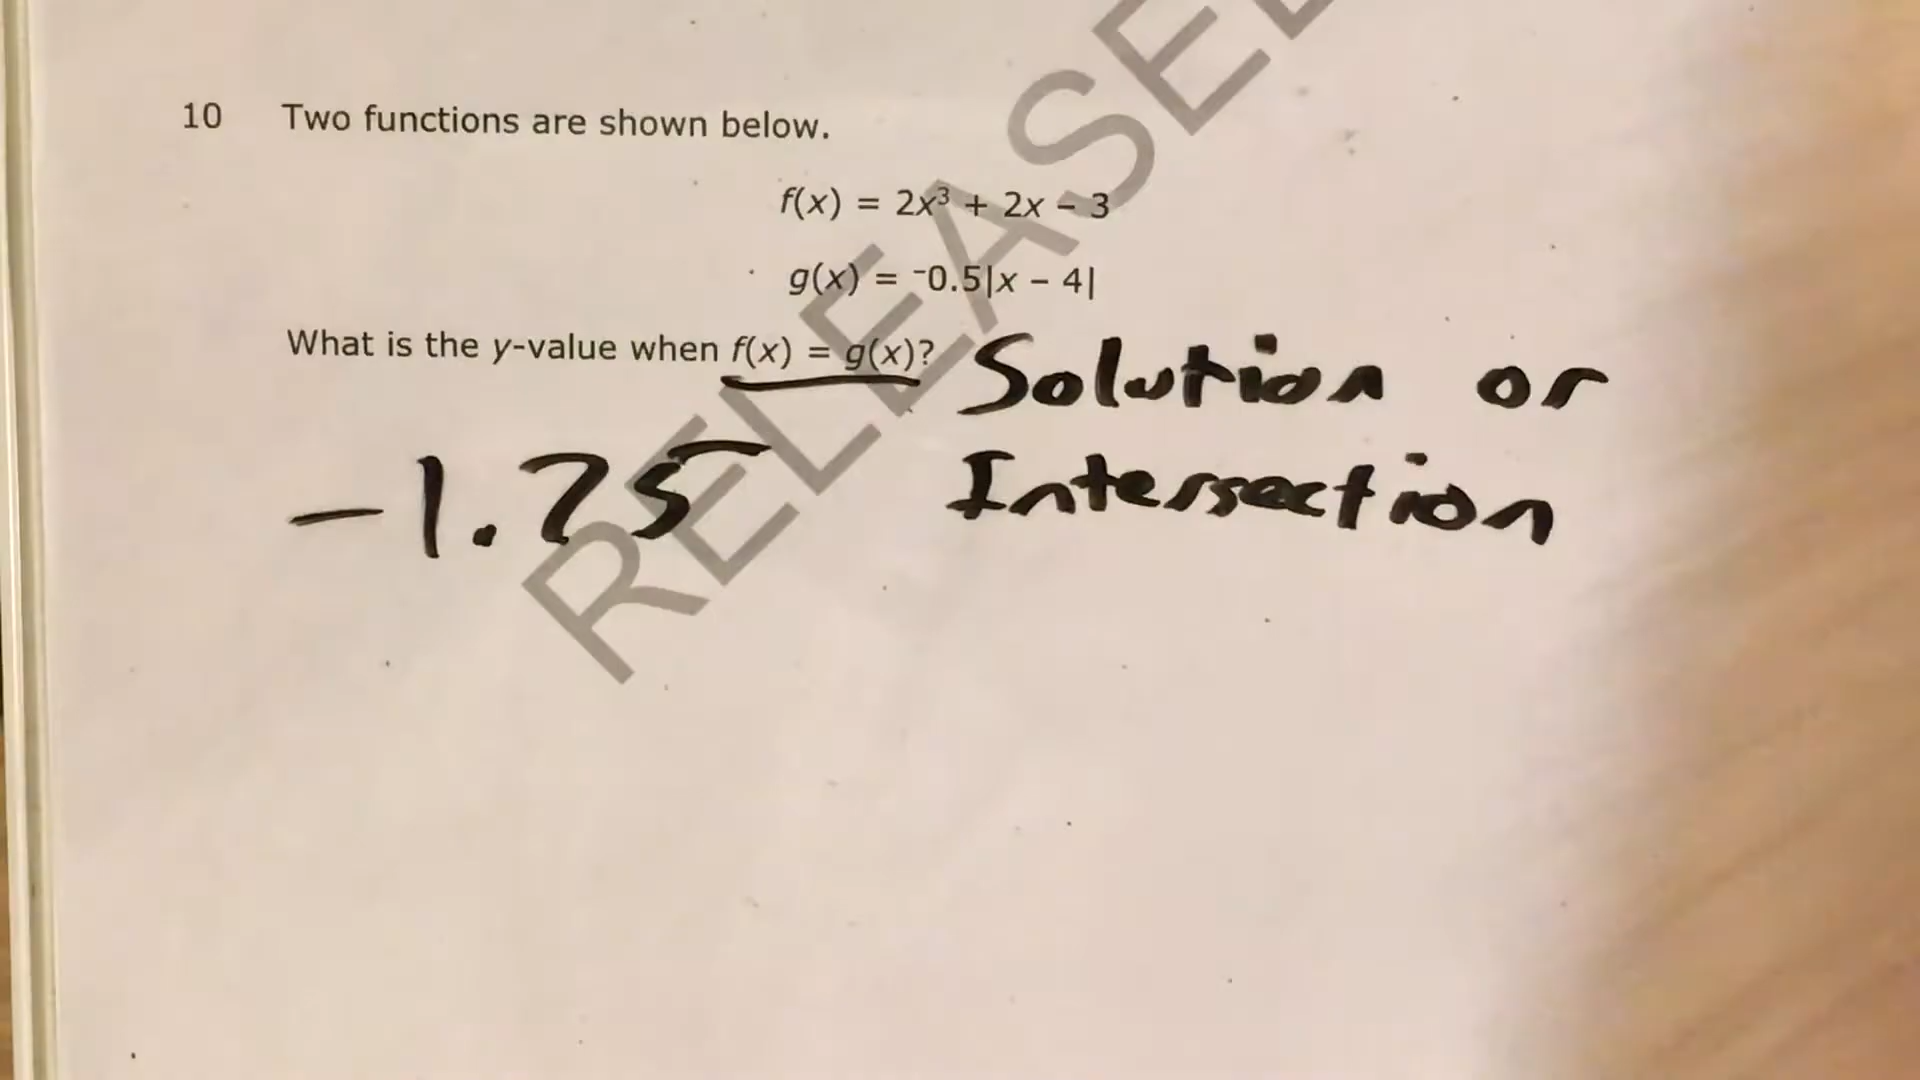 10 Two functions are shown below.
f(x) = 2x³ + 2x – 3
g(x) = ⁻0.5|x – 4|
What is the y-value when f(x) = g(x)? Solution or
-1.75 Intersection
RELEASE